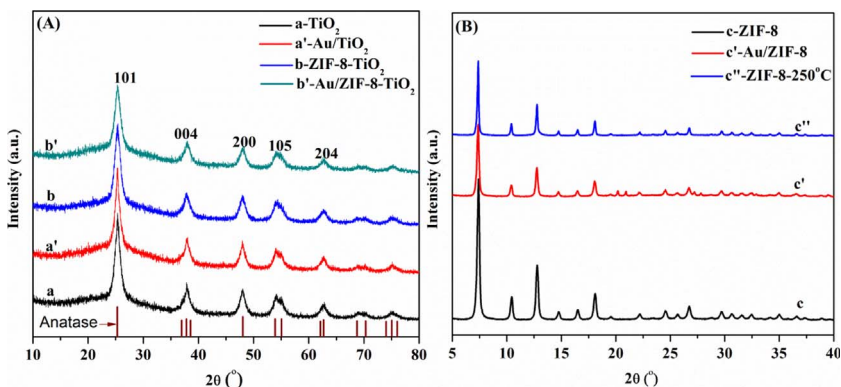 (A)
a-TiO2
a'-Au/TiO2
b-ZIF-8-TiO2
b'-Au/ZIF-8-TiO2
101
004
200
105
204
b'
b
a'
a
Anatase
Intensity (a.u.)
10 20 30 40 50 60 70 80
2θ (°)
(B)
c-ZIF-8
c'-Au/ZIF-8
c''-ZIF-8-250°C
c''
c'
c
Intensity (a.u.)
5 10 15 20 25 30 35 40
2θ (°)